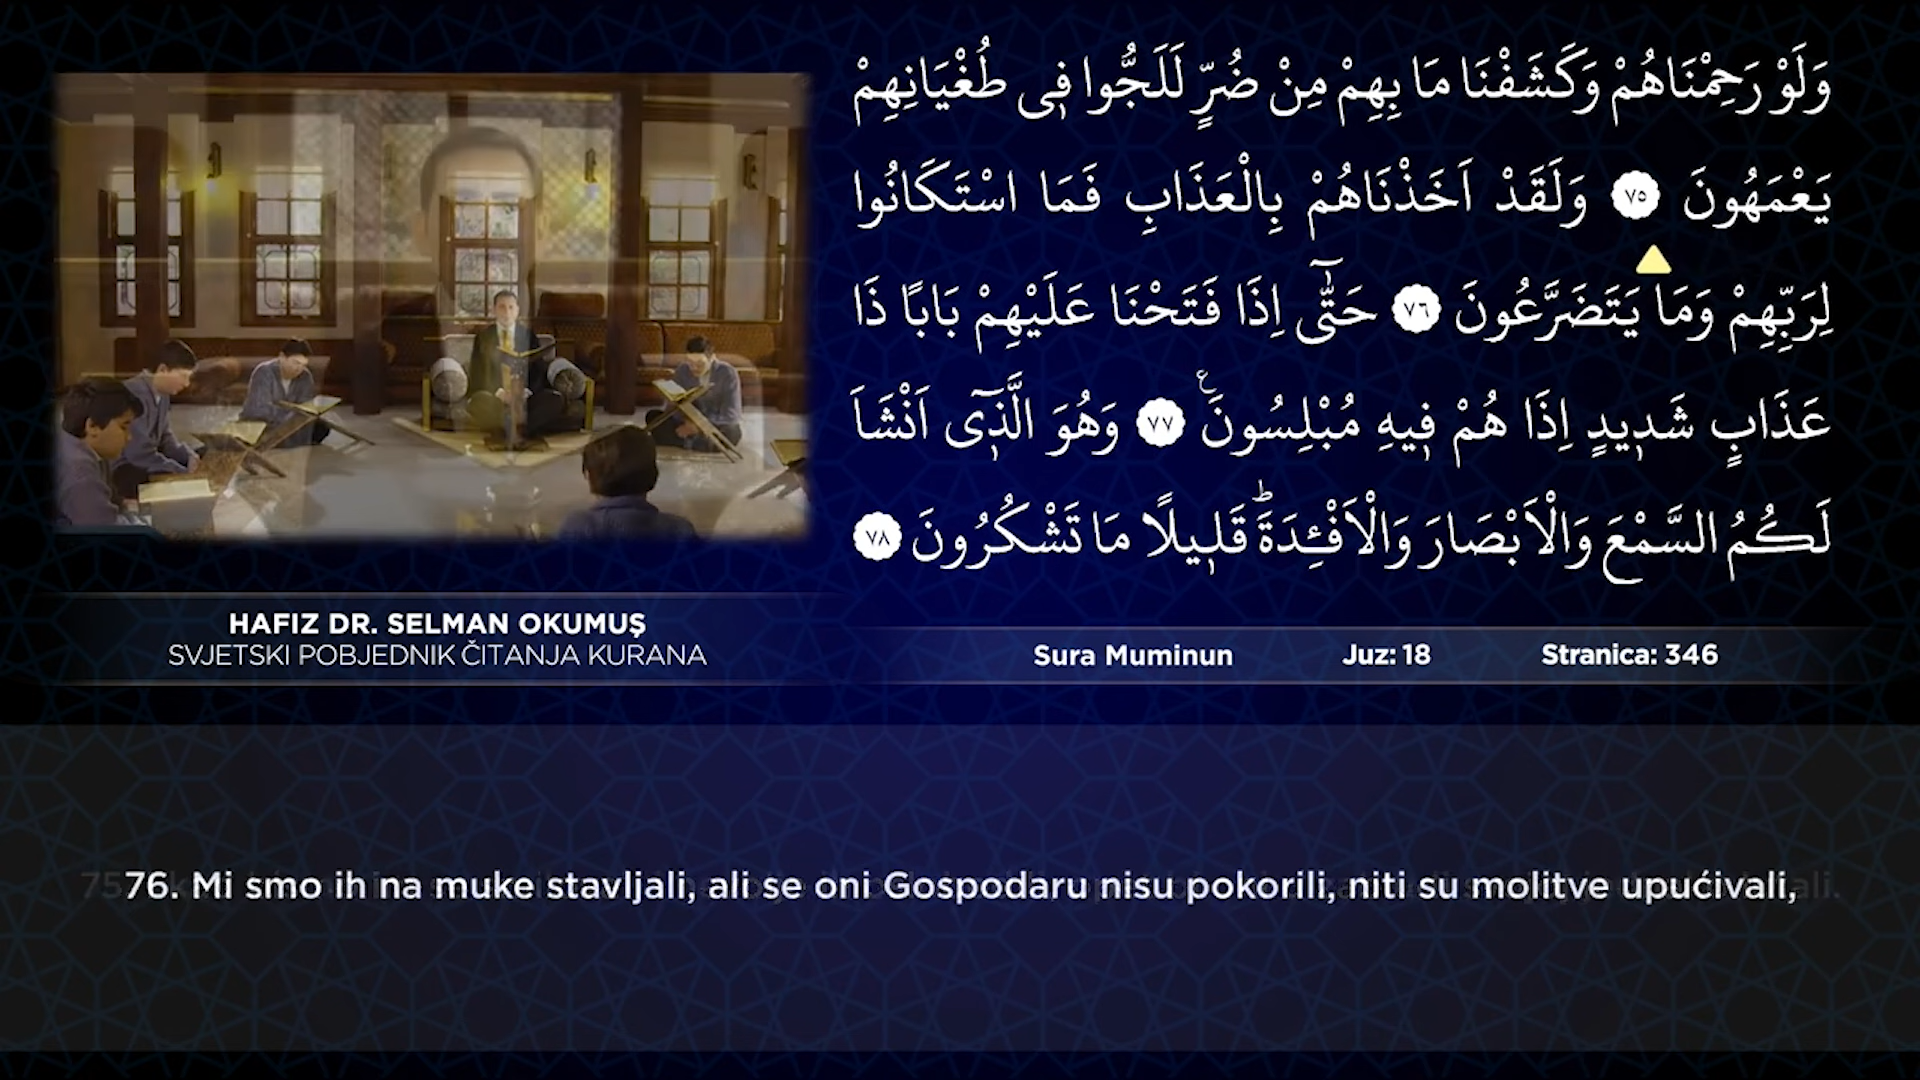 وَلَوْ رَحِمْنَاهُمْ وَكَشَفْنَا مَا بِهِمْ مِنْ ضُرٍّ لَلَجُّوا فٖى طُغْيَانِهِمْ
يَعْمَهُونَ ٧٥ وَلَقَدْ اَخَذْنَاهُمْ بِالْعَذَابِ فَمَا اسْتَكَانُوا
لِرَبِّهِمْ وَمَا يَتَضَرَّعُونَ ٧٦ حَتّٰٓى اِذَا فَتَحْنَا عَلَيْهِمْ بَابًا ذَا
عَذَابٍ شَدٖيدٍ اِذَا هُمْ فٖيهِ مُبْلِسُونَࣖ ٧٧ وَهُوَ الَّذٖٓى اَنْشَاَ
لَكُمُ السَّمْعَ وَالْاَبْصَارَ وَالْاَفْـِٔدَةَؕ قَلٖيلًا مَا تَشْكُرُونَ ٧٨
HAFIZ DR. SELMAN OKUMUŞ
SVJETSKI POBJEDNIK ČITANJA KURANA
Sura Muminun Juz: 18 Stranica: 346
76. Mi smo ih na muke stavljali, ali se oni Gospodaru nisu pokorili, niti su molitve upućivali,